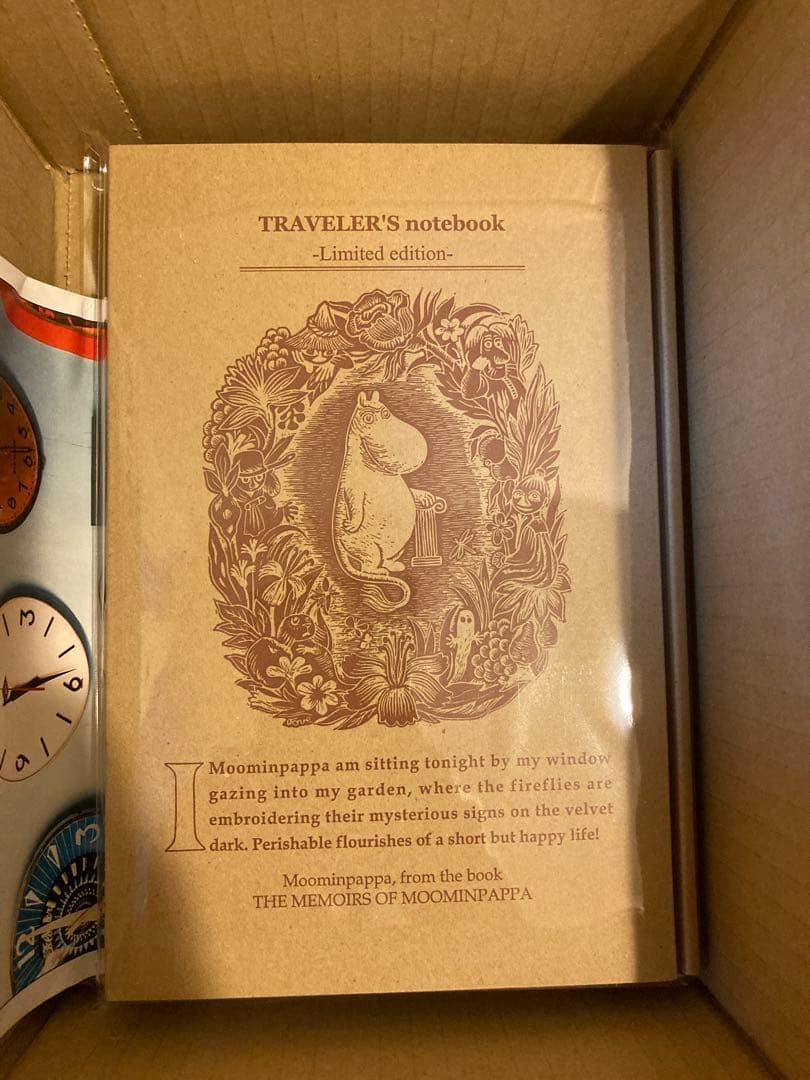 TRAVELER'S notebook
-Limited edition-
I Moominpappa am sitting tonight by my window
gazing into my garden, where the fireflies are
embroidering their mysterious signs on the velvet
dark. Perishable flourishes of a short but happy life!
Moominpappa, from the book
THE MEMOIRS OF MOOMINPAPPA